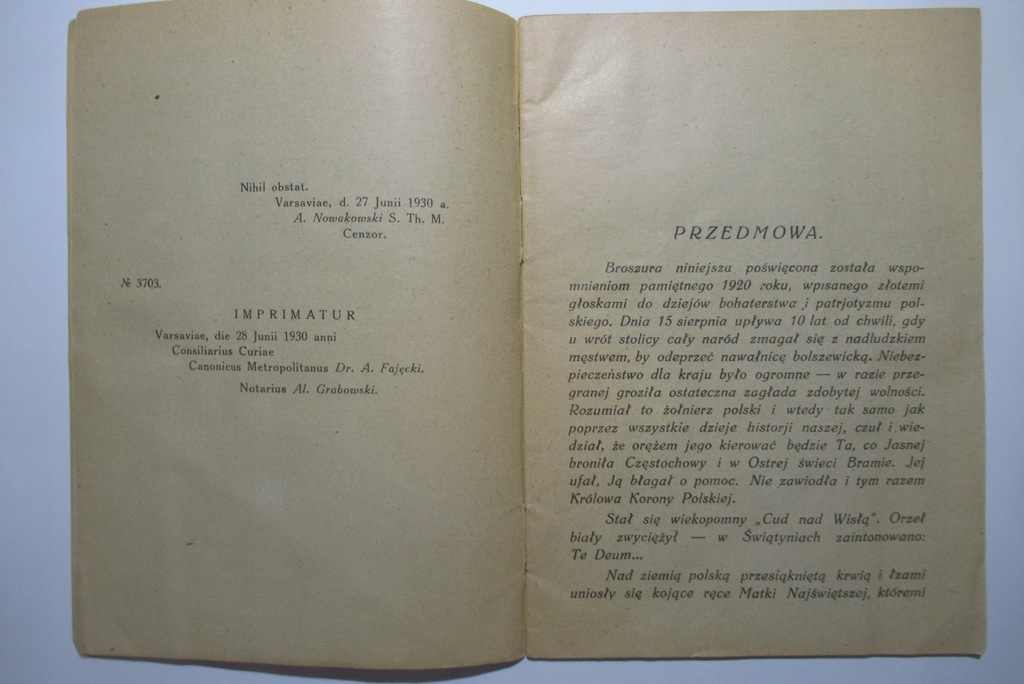 Nihil obstat.
Varsaviae, d. 27 Junii 1930 a.
A. Nowakowski S. Th. M.
Cenzor.
№ 3703.
IMPRIMATUR
Varsaviae, die 28 Junii 1930 anni
Consiliarius Curiae
Canonicus Metropolitanus Dr. A. Fajęcki.
Notarius Al. Grabowski.
PRZEDMOWA.
Broszura niniejsza poświęcona została wspo-
mnieniom pamiętnego 1920 roku, wpisanego złotemi
głoskami do dziejów bohaterstwa i patrjotyzmu pol-
skiego. Dnia 15 sierpnia upływa 10 lat od chwili, gdy
u wrót stolicy cały naród zmagał się z nadludzkiem
męstwem, by odeprzeć nawałnicę bolszewicką. Niebez-
pieczeństwo dla kraju było ogromne — w razie prze-
granej groziła ostateczna zagłada zdobytej wolności.
Rozumiał to żołnierz polski i wtedy tak samo jak
poprzez wszystkie dzieje historji naszej, czuł i wie-
dział, że orężem jego kierować będzie Ta, co Jasnej
broniła Częstochowy i w Ostrej świeci Bramie. Jej
ufał, Ją błagał o pomoc. Nie zawiodła i tym razem
Królowa Korony Polskiej.
Stał się wiekopomny „Cud nad Wisłą". Orzeł
biały zwyciężył — w Świątyniach zaintonowano:
Te Deum...
Nad ziemią polską przesiąkniętą krwią i łzami
uniosły się kojące ręce Matki Najświętszej, któremi